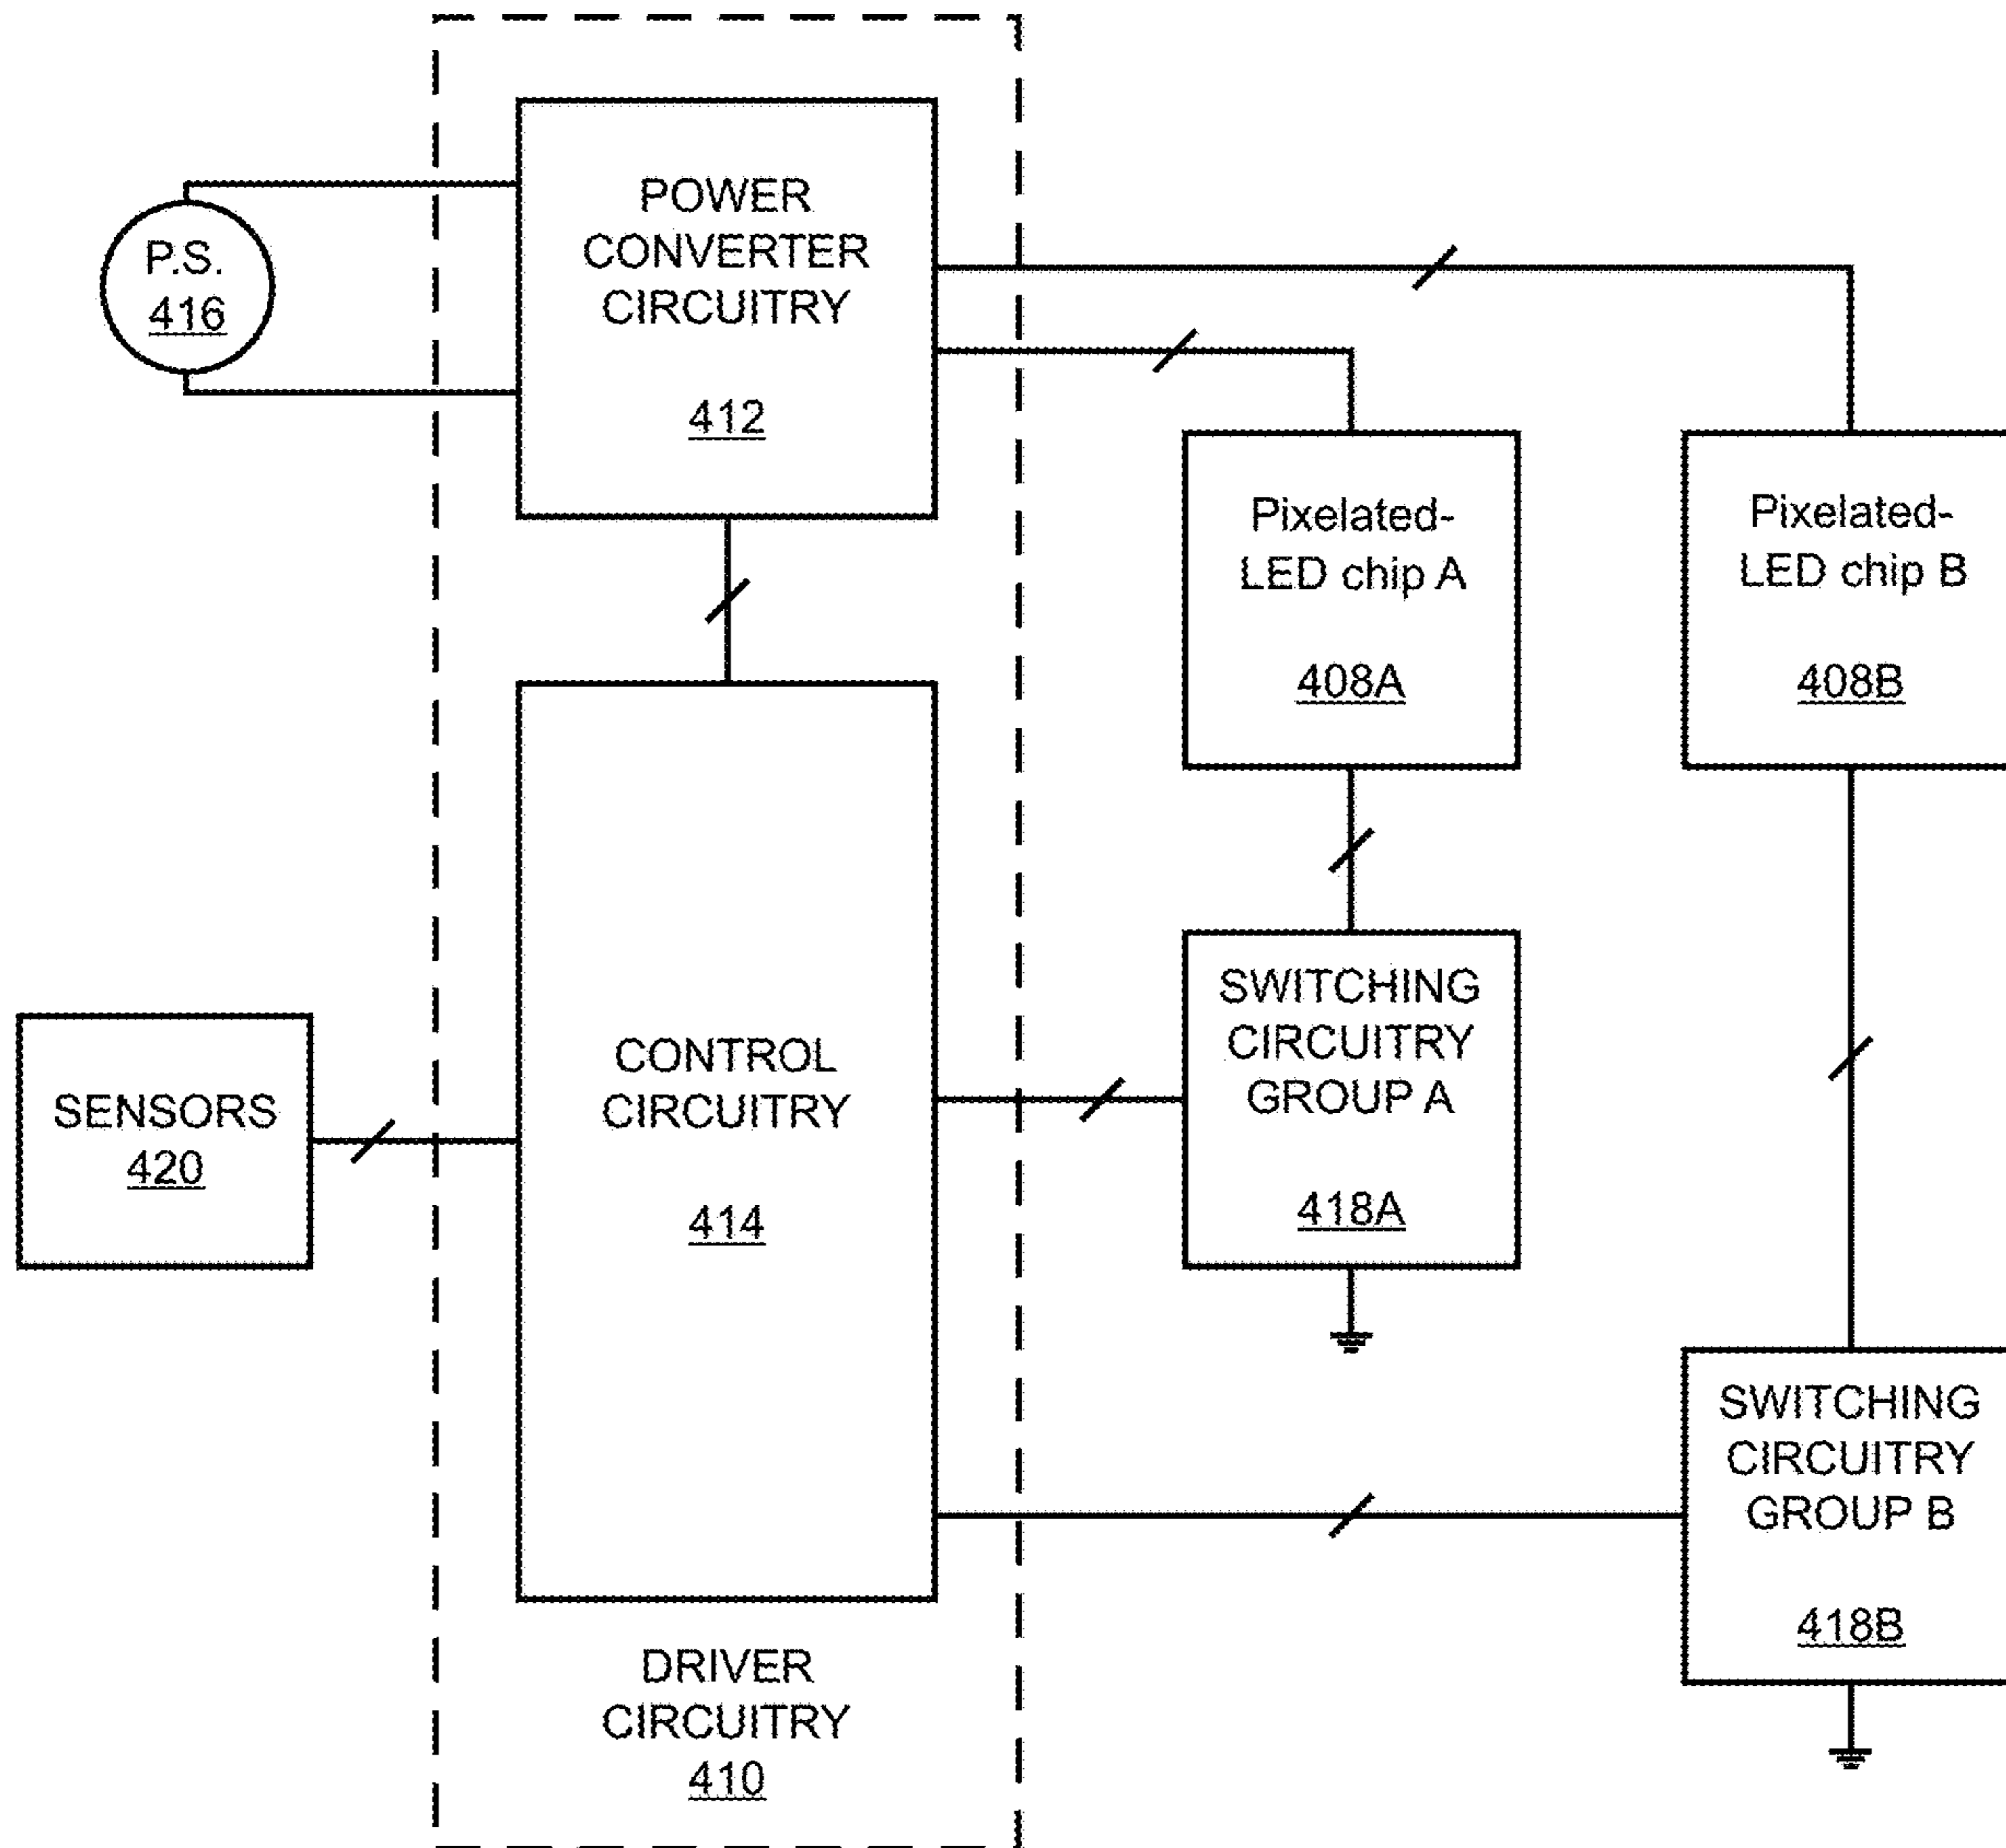 POWER
CONVERTER
CIRCUITRY
412
P.S.
416
Pixelated-
LED chip A
408A
Pixelated-
LED chip B
408B
CONTROL
CIRCUITRY
414
SENSORS
420
SWITCHING
CIRCUITRY
GROUP A
418A
SWITCHING
CIRCUITRY
GROUP B
418B
DRIVER
CIRCUITRY
410